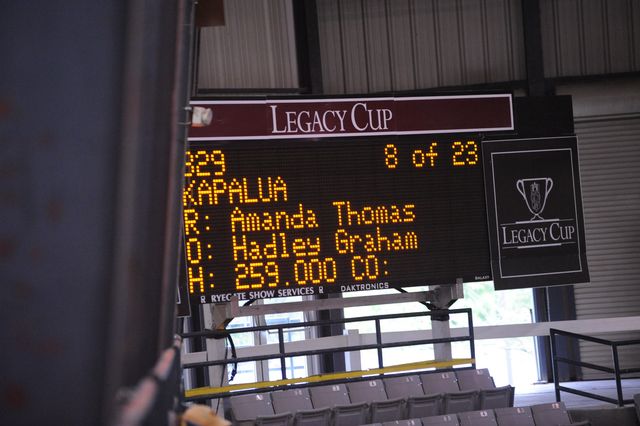 LEGACY CUP
329 8 of 23
KAPALUA
R: Amanda Thomas
O: Hadley Graham
H: 259.000 CO:
R RYEGATE SHOW SERVICES R DAKTRONICS GALAXY
LEGACY CUP